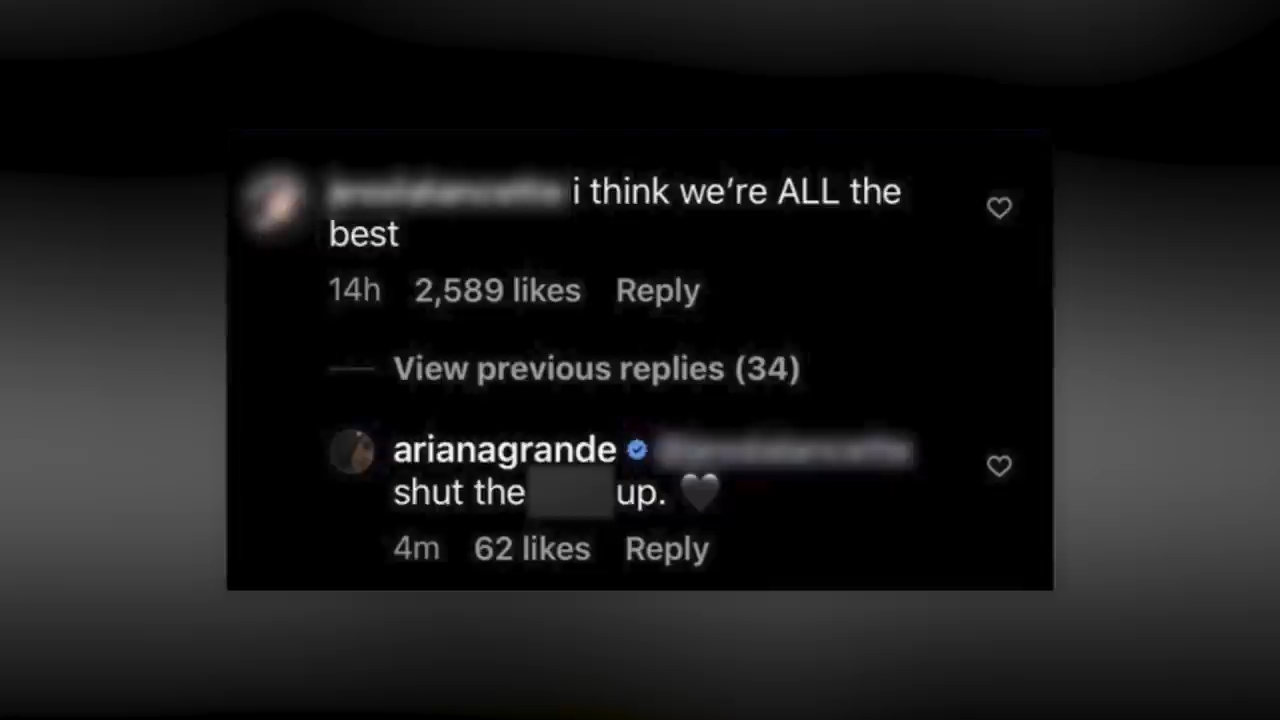 i think we're ALL the
best
14h 2,589 likes Reply
View previous replies (34)
arianagrande
shut the up. 🖤
4m 62 likes Reply